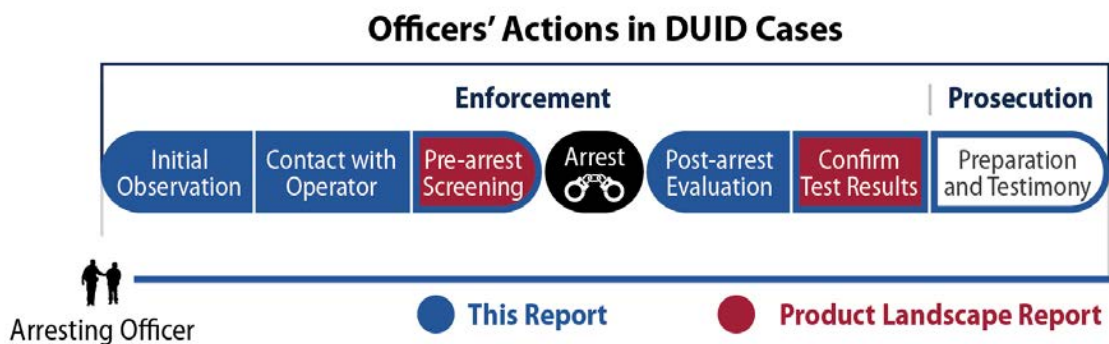 Officers’ Actions in DUID Cases
Enforcement
Prosecution
Initial
Observation
Contact with
Operator
Pre-arrest
Screening
Arrest
Post-arrest
Evaluation
Confirm
Test Results
Preparation
and Testimony
Arresting Officer
This Report
Product Landscape Report